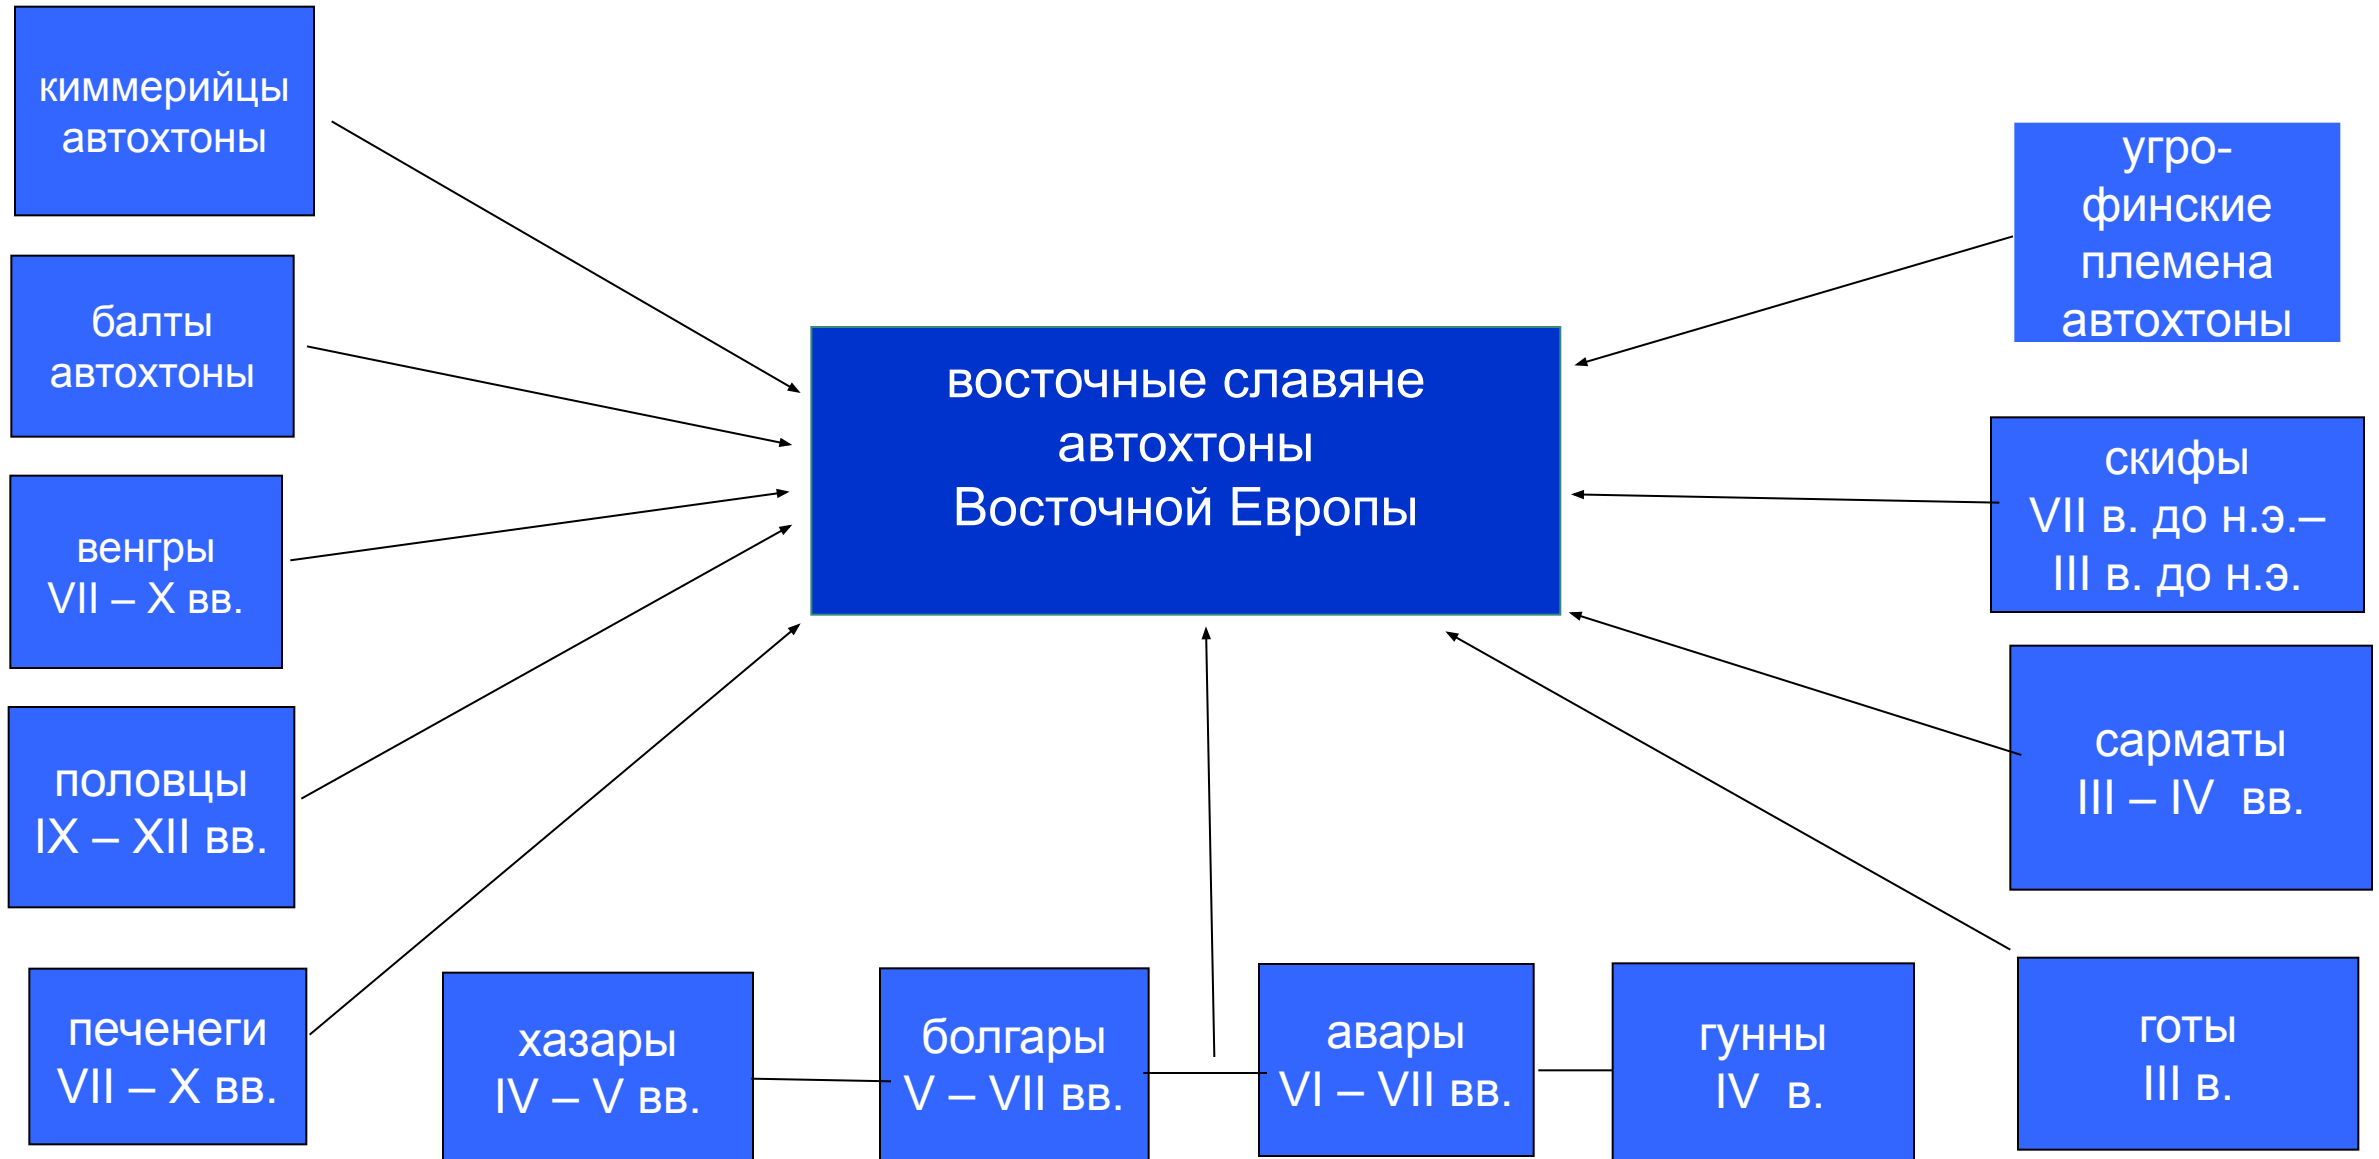 киммерийцы
автохтоны
балты
автохтоны
венгры
VII – X вв.
половцы
IX – XII вв.
печенеги
VII – X вв.
хазары
IV – V вв.
болгары
V – VII вв.
авары
VI – VII вв.
гунны
IV в.
готы
III в.
сарматы
III – IV вв.
скифы
VII в. до н.э.–
III в. до н.э.
угро-
финские
племена
автохтоны
восточные славяне
автохтоны
Восточной Европы